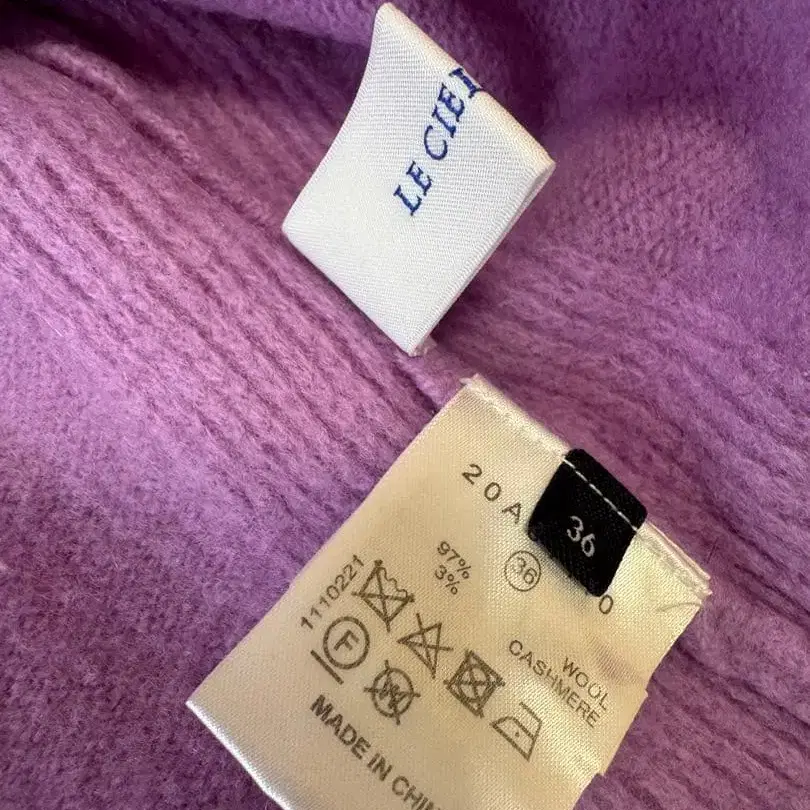 LE CIE
36
20A
0
36
97% WOOL
3% CASHMERE
1110221
F
W
MADE IN CHIN